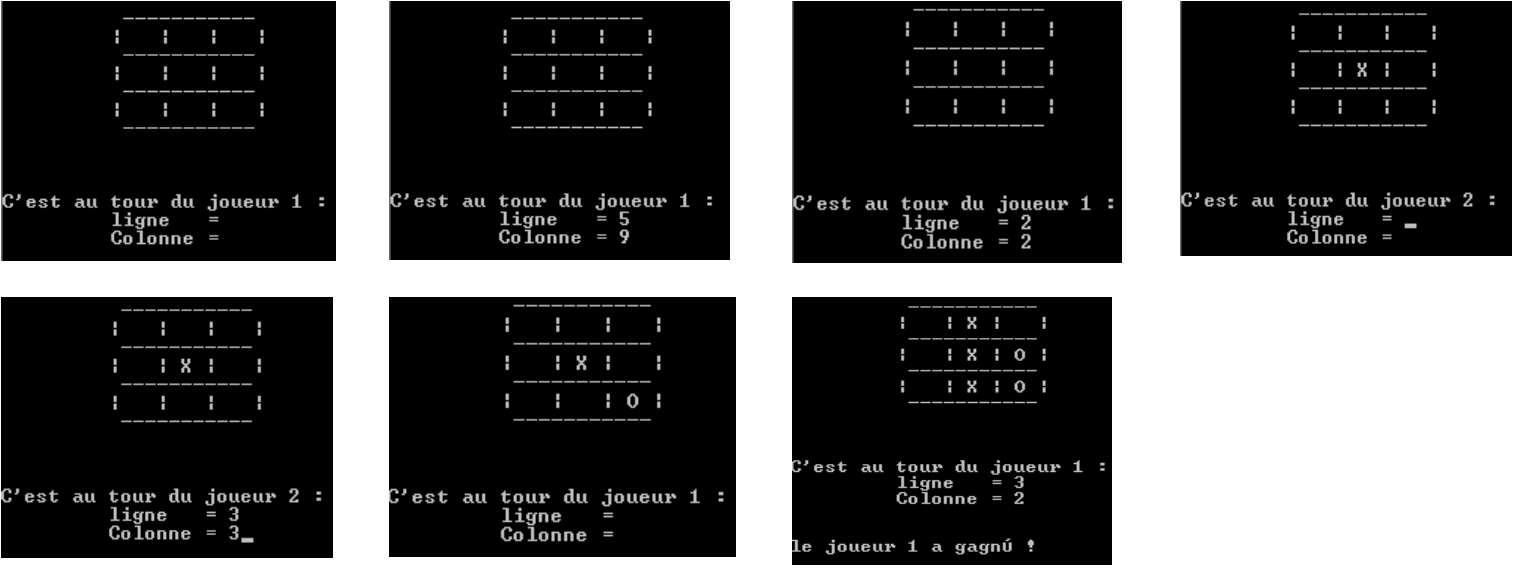 C'est au tour du joueur 1 :
ligne =
Colonne =
C'est au tour du joueur 1 :
ligne = 5
Colonne = 9
C'est au tour du joueur 1 :
ligne = 2
Colonne = 2
X
C'est au tour du joueur 2 :
ligne = _
Colonne =
X
C'est au tour du joueur 2 :
ligne = 3
Colonne = 3_
X
O
C'est au tour du joueur 1 :
ligne =
Colonne =
X
X O
X O
C'est au tour du joueur 1 :
ligne = 3
Colonne = 2
le joueur 1 a gagnÚ !